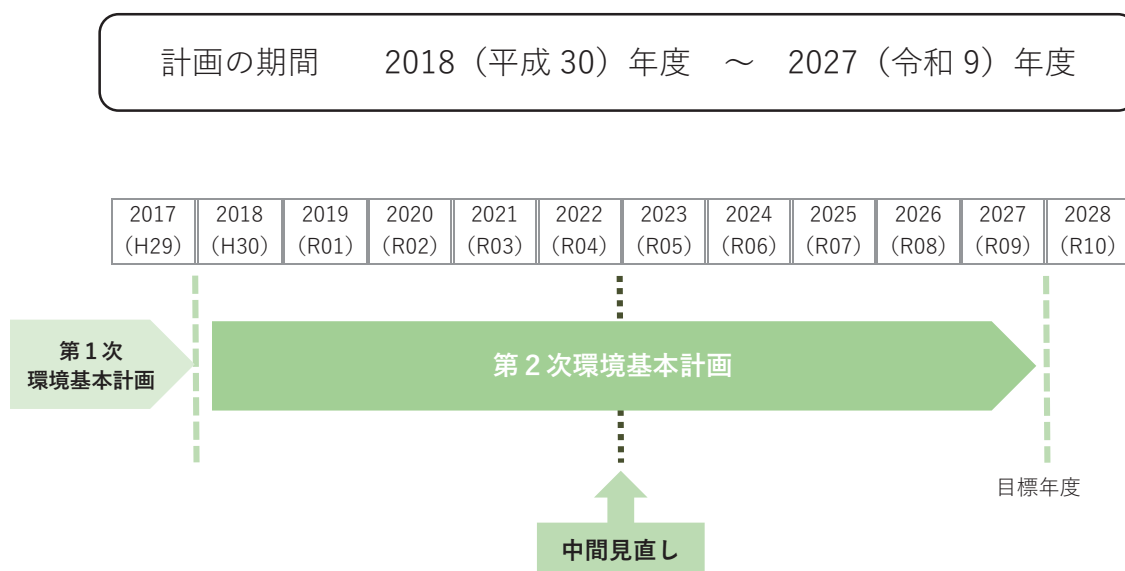 計画の期間　　2018（平成 30）年度　～　2027（令和 9）年度
2017 2018 2019 2020 2021 2022 2023 2024 2025 2026 2027 2028
（H29） （H30） （R01） （R02） （R03） （R04） （R05） （R06） （R07） （R08） （R09） （R10）
第１次
環境基本計画
第２次環境基本計画
目標年度
中間見直し